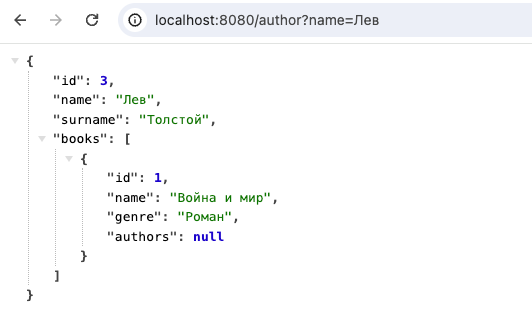 localhost:8080/author?name=Лев
{
"id": 3,
"name": "Лев",
"surname": "Толстой",
"books": [
{
"id": 1,
"name": "Война и мир",
"genre": "Роман",
"authors": null
}
]
}